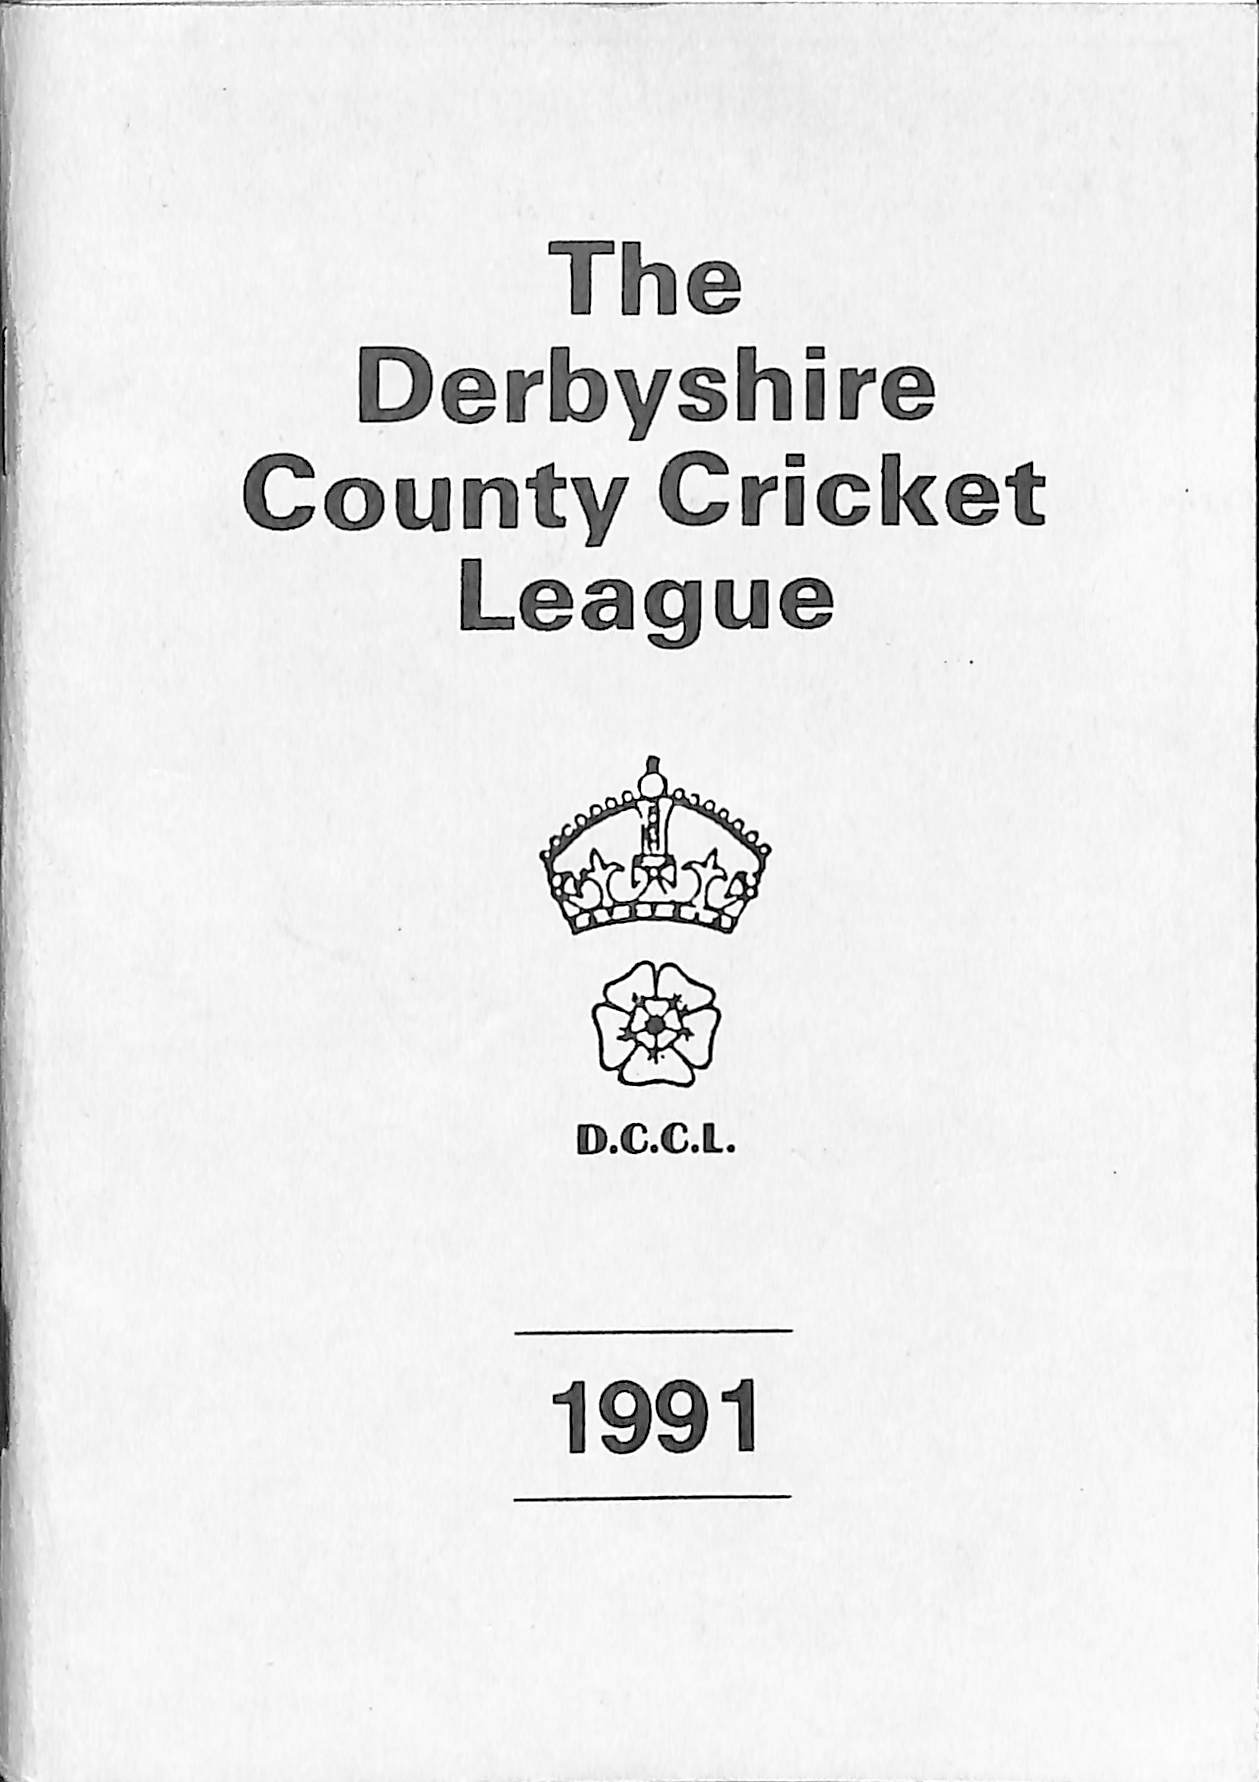 The
Derbyshire
County Cricket
League
D.C.C.L.
1991